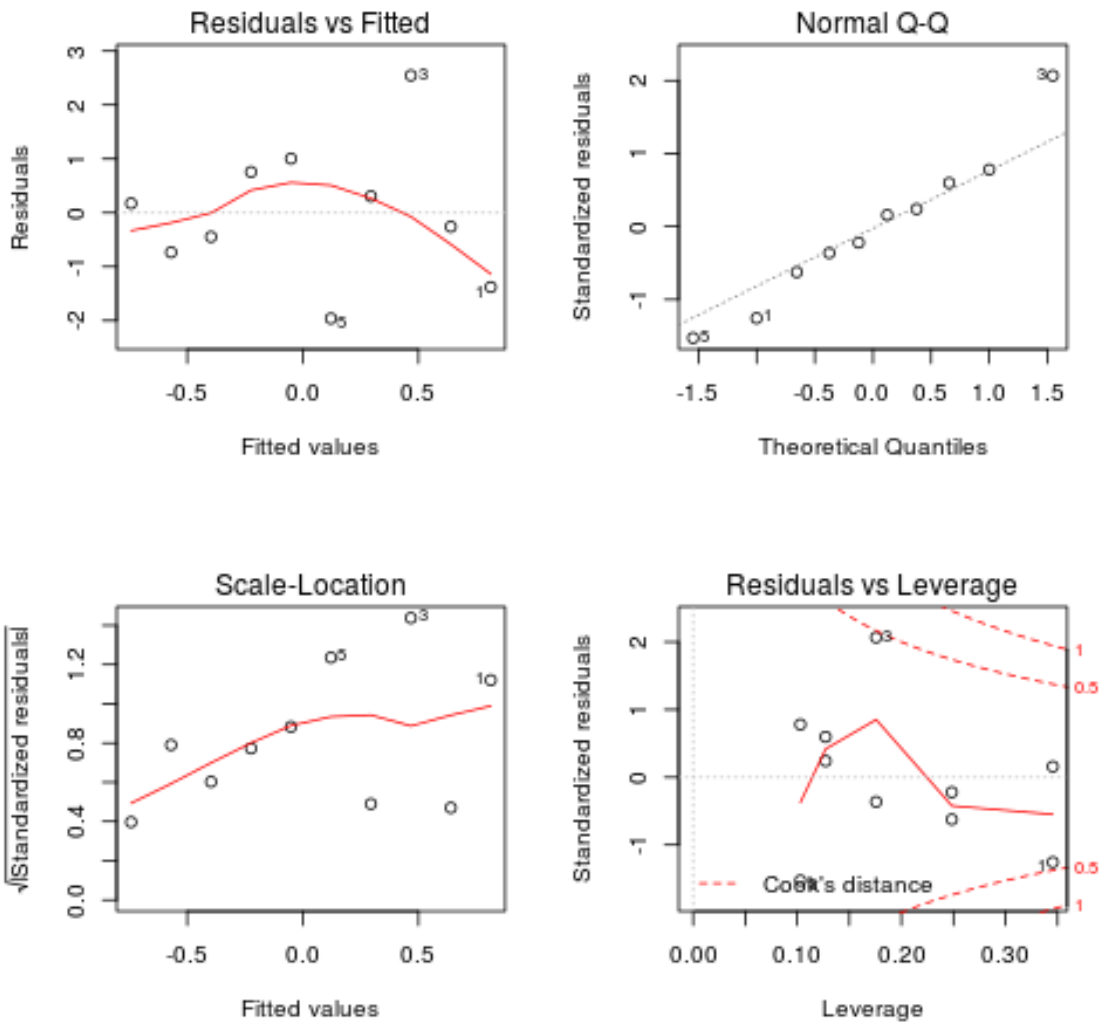 Residuals vs Fitted
Residuals
3
2
1
0
-1
-2
3
5
1
-0.5 0.0 0.5
Fitted values
Normal Q-Q
Standardized residuals
2
1
0
-1
3
1
5
-1.5 -0.5 0.0 0.5 1.0 1.5
Theoretical Quantiles
Scale-Location
√|Standardized residuals|
1.2
0.8
0.4
0.0
3
5
1
-0.5 0.0 0.5
Fitted values
Residuals vs Leverage
Standardized residuals
2
1
0
-1
3
1
1
0.5
0.5
1
Cook's distance
0.00 0.10 0.20 0.30
Leverage